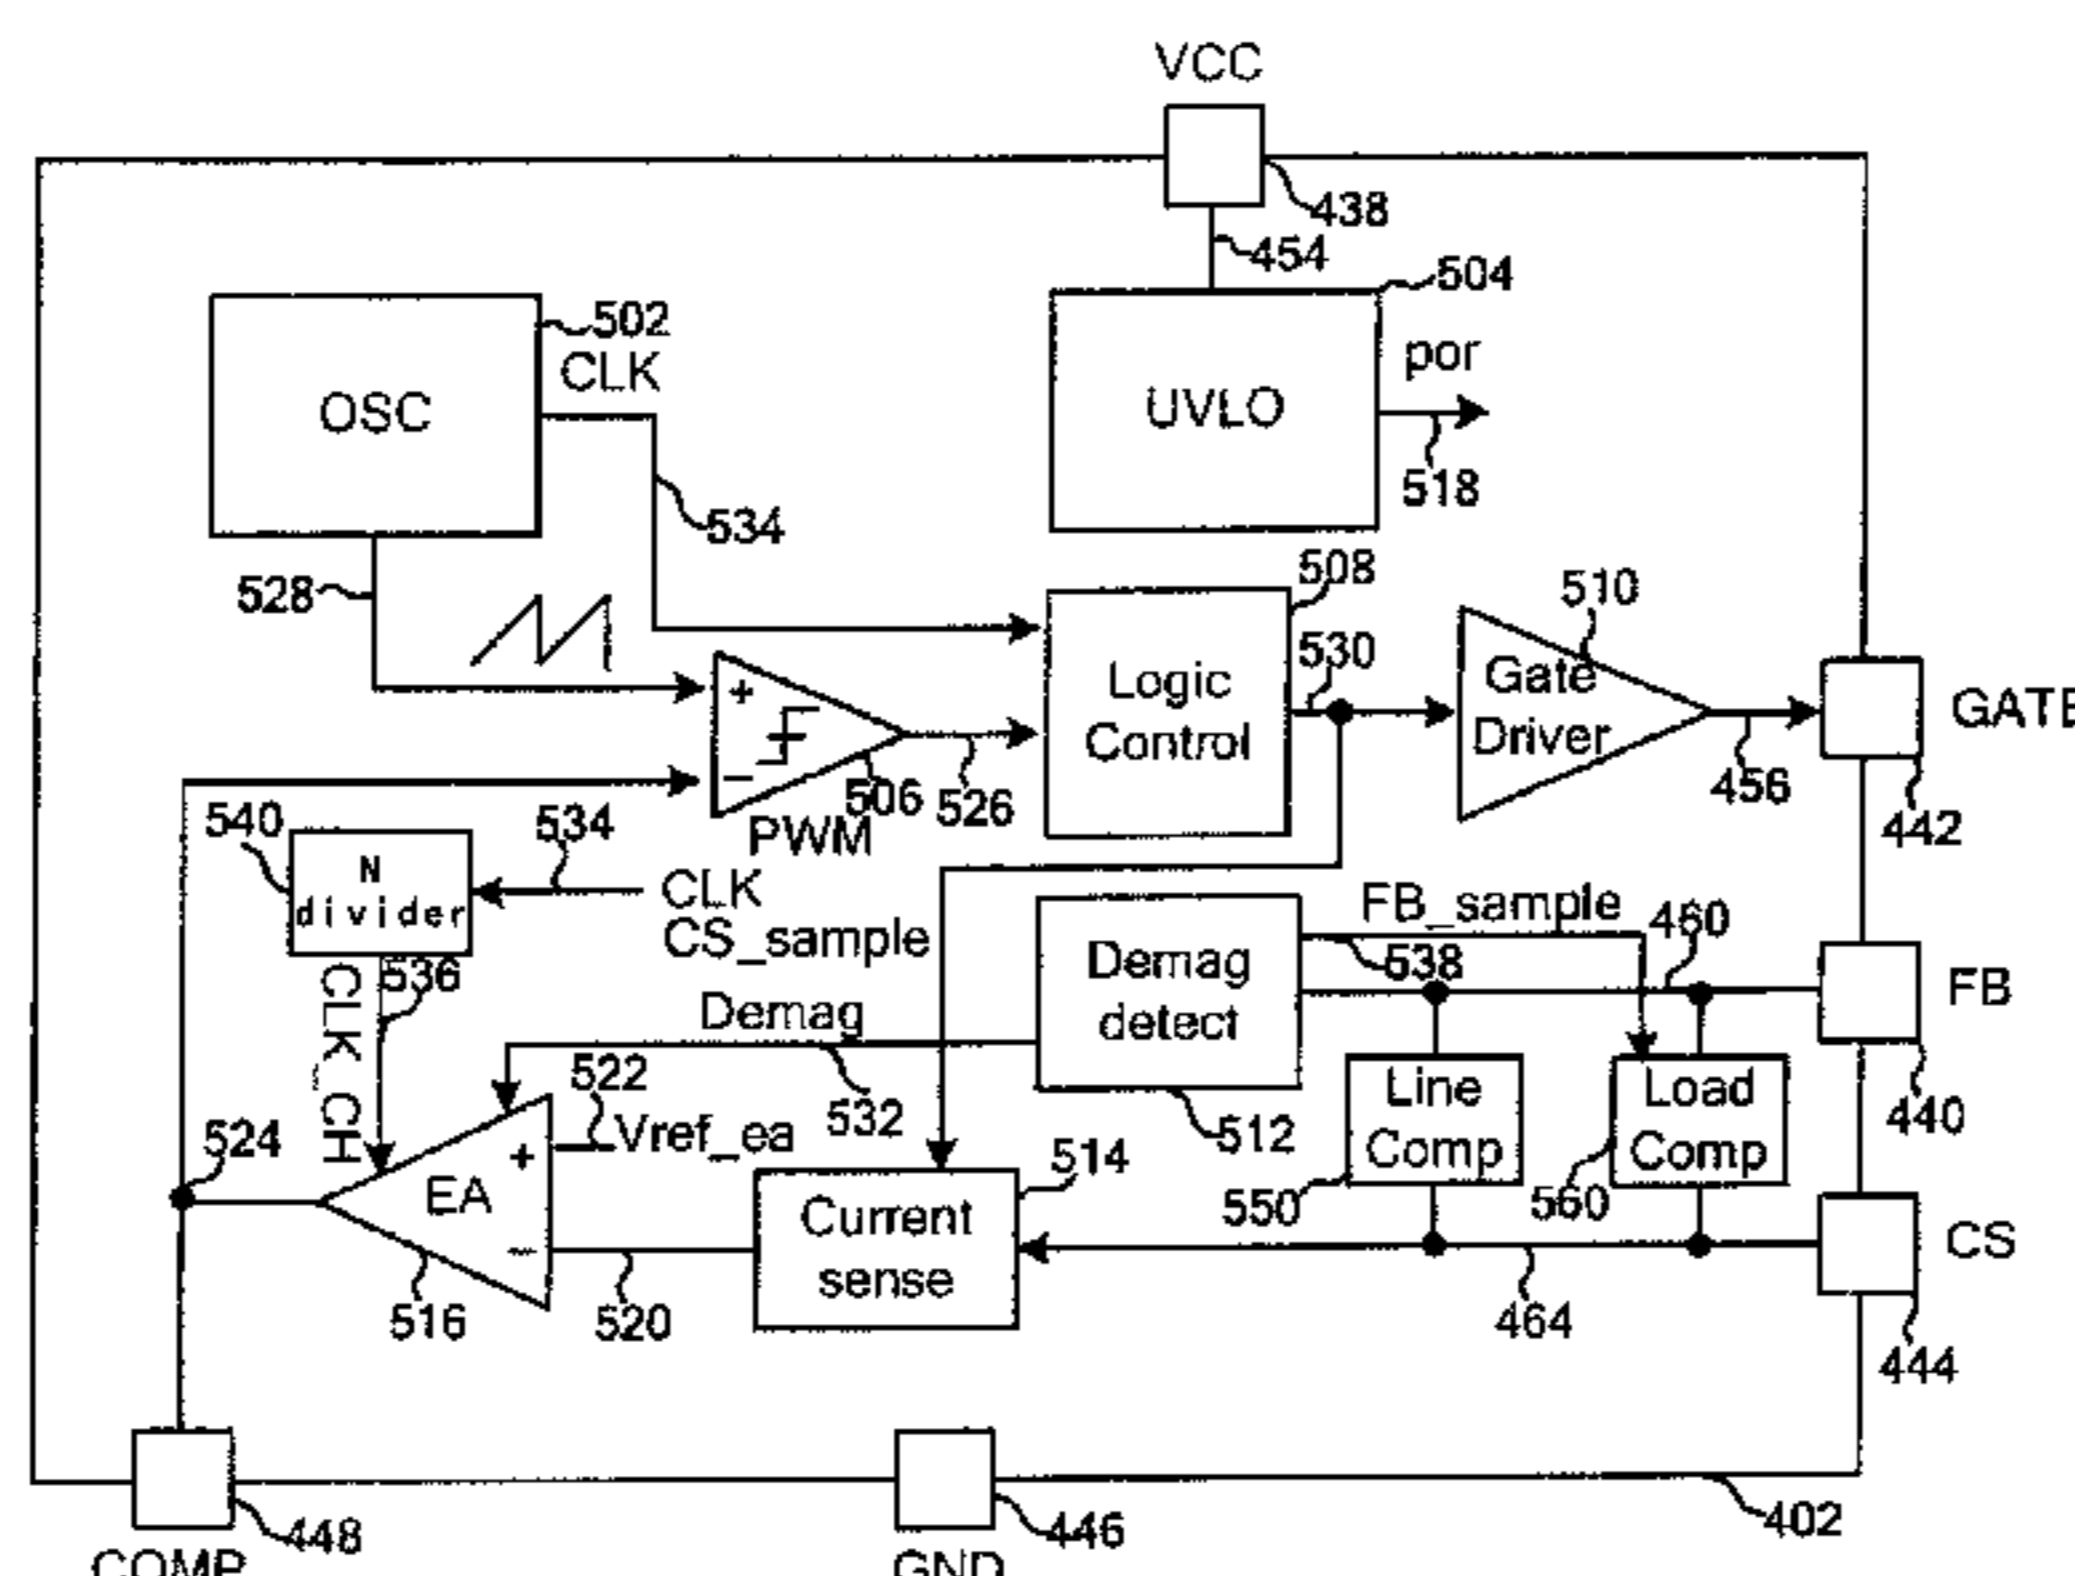 VCC
438
454
504
502
CLK
por
OSC
UVLO
518
534
508
510
528
530
Gate
Driver
Logic
Control
+
−
GATE
456
506
526
PWM
442
540
534
N
divider
CLK
CS_sample
FB_sample
460
Demag
detect
538
536
FB
CLK_CH
Demag
522
Vref_ea
532
512
Line
Comp
Load
Comp
440
524
514
+
EA
−
Current
sense
550
560
CS
516
520
464
444
448
446
402
COMP
GND